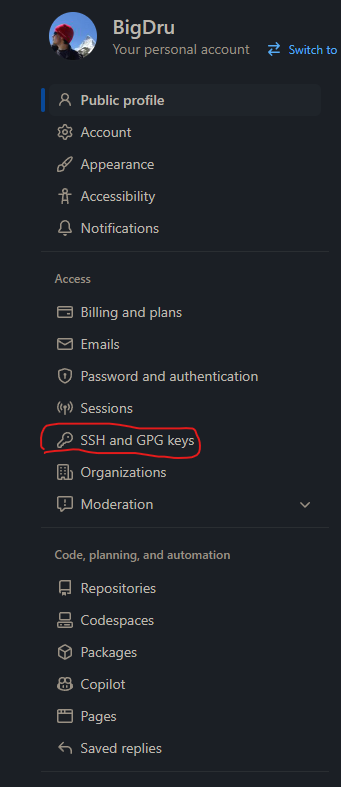 BigDru
Your personal account
Switch to
Public profile
Account
Appearance
Accessibility
Notifications
Access
Billing and plans
Emails
Password and authentication
Sessions
SSH and GPG keys
Organizations
Moderation
Code, planning, and automation
Repositories
Codespaces
Packages
Copilot
Pages
Saved replies